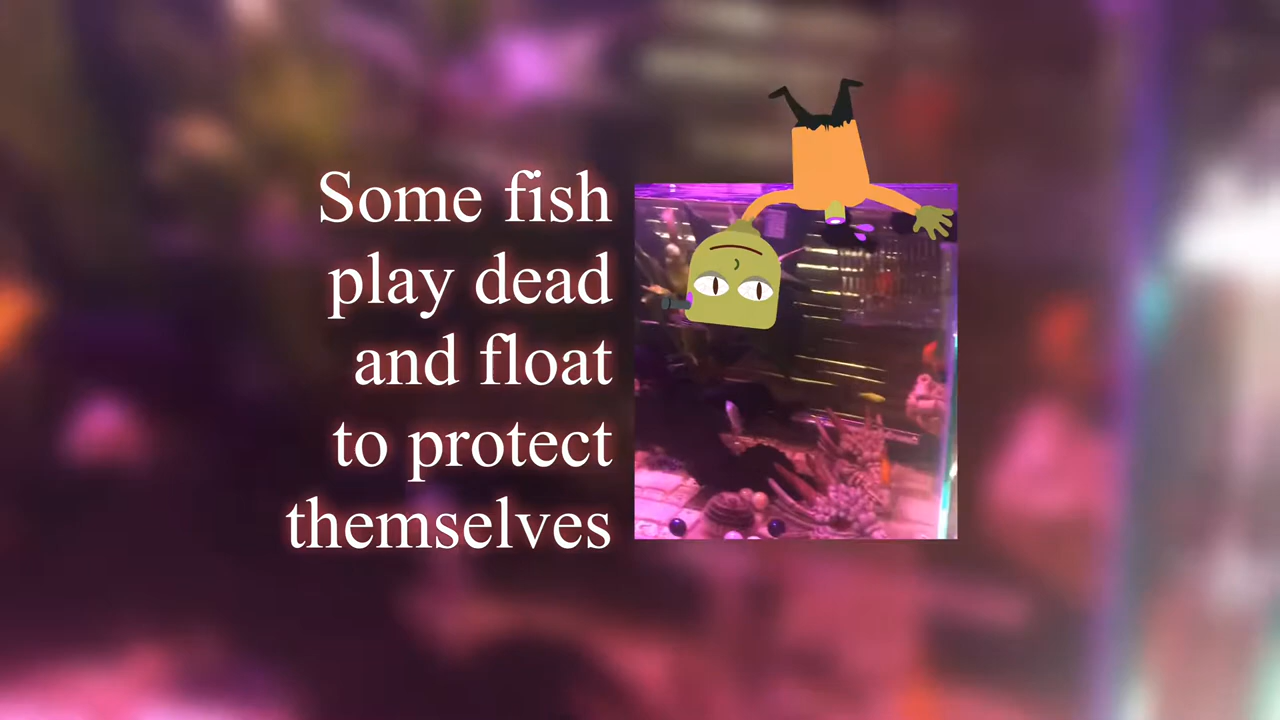 Some fish
play dead
and float
to protect
themselves